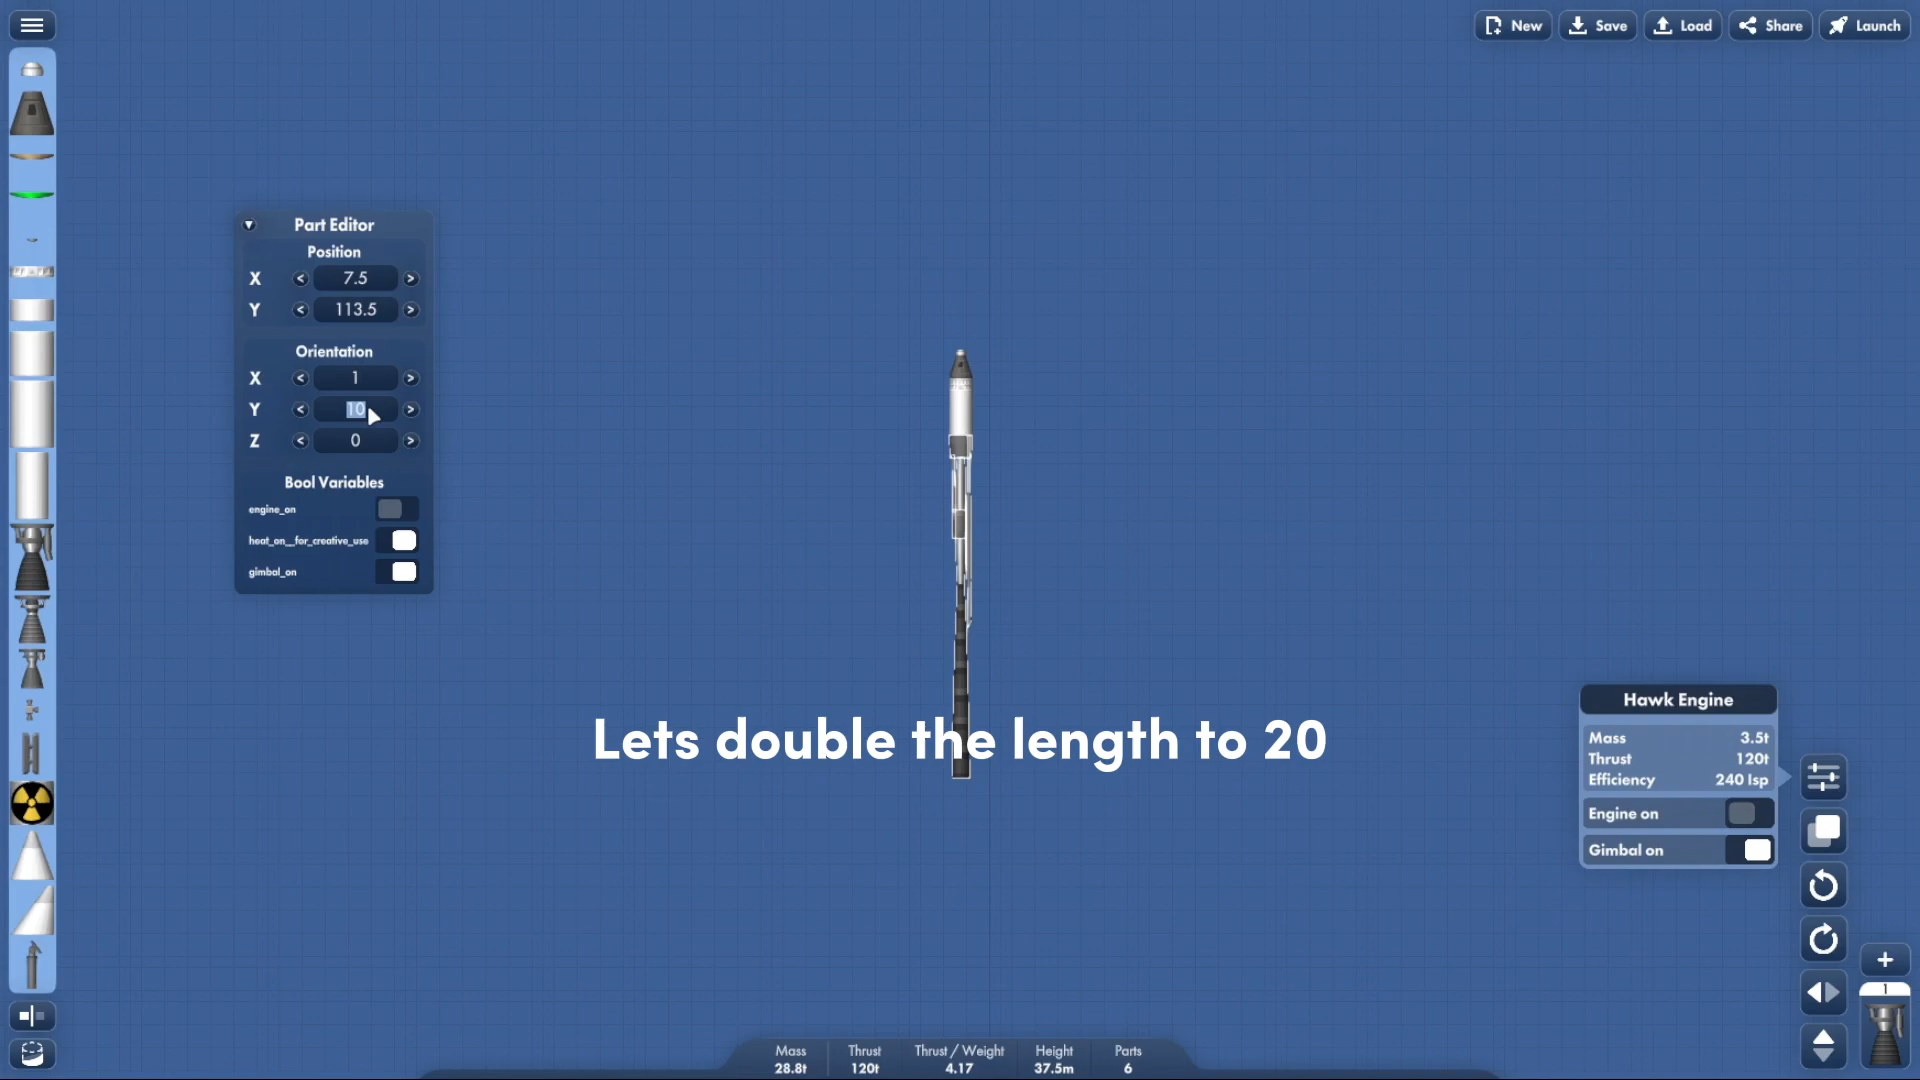 New
Save
Load
Share
Launch
Part Editor
Position
X < 7.5 >
Y < 113.5 >
Orientation
X < 1 >
Y < 10 >
Z < 0 >
Bool Variables
engine_on
heat_on__for_creative_use
gimbal_on
Lets double the length to 20
Hawk Engine
Mass 3.5t
Thrust 120t
Efficiency 240 Isp
Engine on
Gimbal on
+
1
Mass Thrust Thrust / Weight Height Parts
28.8t 120t 4.17 37.5m 6